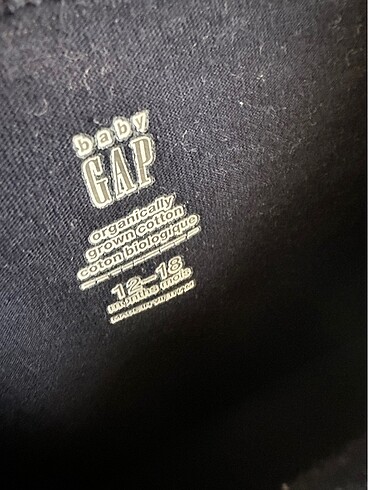 baby
GAP
organically
grown cotton
coton biologique
12–18
months mois